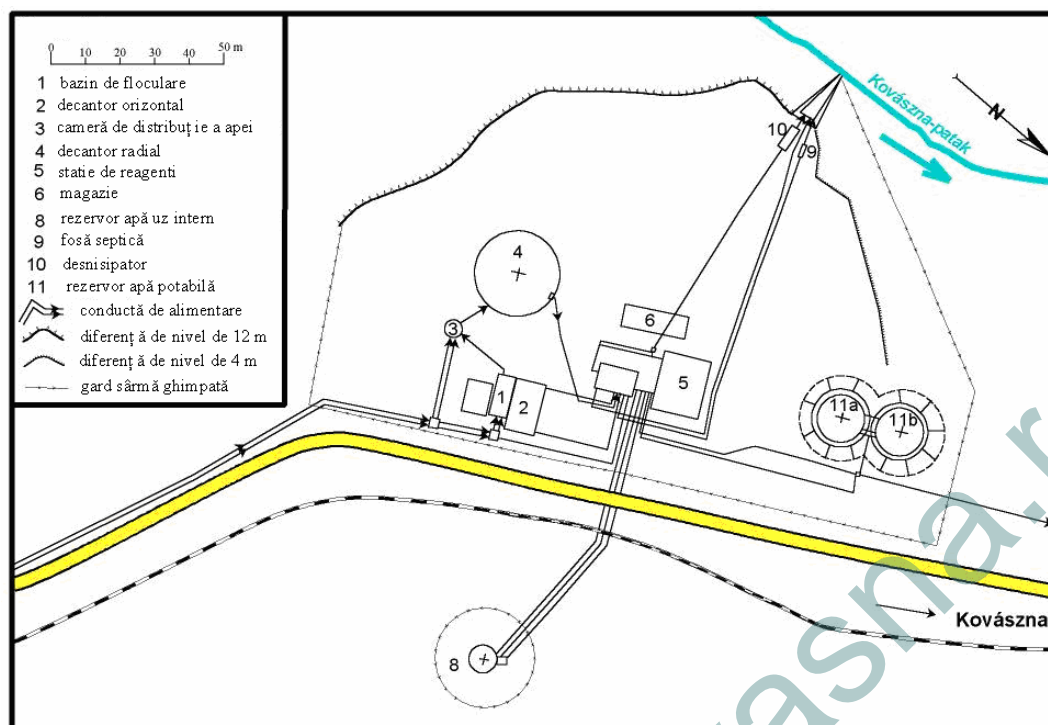 0 10 20 30 40 50 m
1 bazin de floculare
2 decantor orizontal
3 cameră de distribuție a apei
4 decantor radial
5 statie de reagenti
6 magazie
8 rezervor apă uz intern
9 fosă septică
10 desnisipator
11 rezervor apă potabilă
conductă de alimentare
diferență de nivel de 12 m
diferență de nivel de 4 m
gard sârmă ghimpată
Kovászna-patak
N
10
9
4
3
6
5
1
2
11a
11b
8
Kovászna